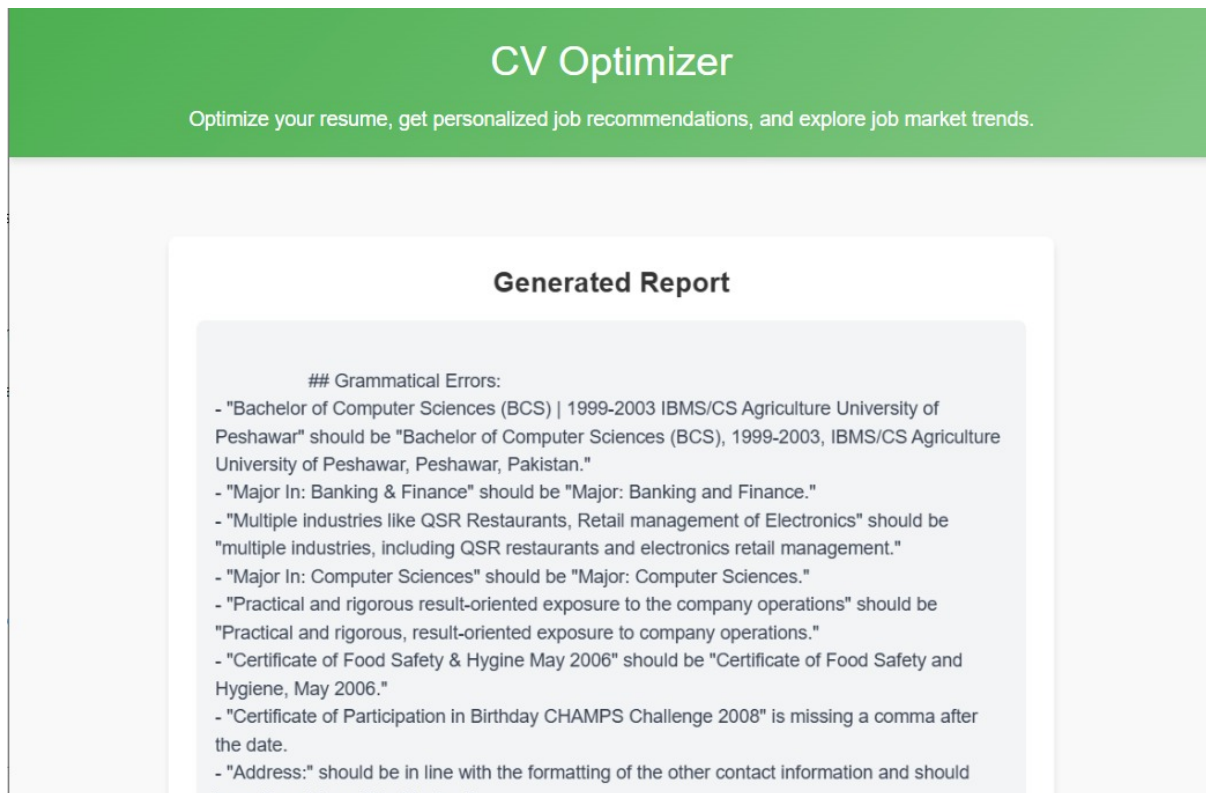 CV Optimizer
Optimize your resume, get personalized job recommendations, and explore job market trends.
Generated Report
## Grammatical Errors:
- "Bachelor of Computer Sciences (BCS) | 1999-2003 IBMS/CS Agriculture University of
Peshawar" should be "Bachelor of Computer Sciences (BCS), 1999-2003, IBMS/CS Agriculture
University of Peshawar, Peshawar, Pakistan."
- "Major In: Banking & Finance" should be "Major: Banking and Finance."
- "Multiple industries like QSR Restaurants, Retail management of Electronics" should be
"multiple industries, including QSR restaurants and electronics retail management."
- "Major In: Computer Sciences" should be "Major: Computer Sciences."
- "Practical and rigorous result-oriented exposure to the company operations" should be
"Practical and rigorous, result-oriented exposure to company operations."
- "Certificate of Food Safety & Hygine May 2006" should be "Certificate of Food Safety and
Hygiene, May 2006."
- "Certificate of Participation in Birthday CHAMPS Challenge 2008" is missing a comma after
the date.
- "Address:" should be in line with the formatting of the other contact information and should